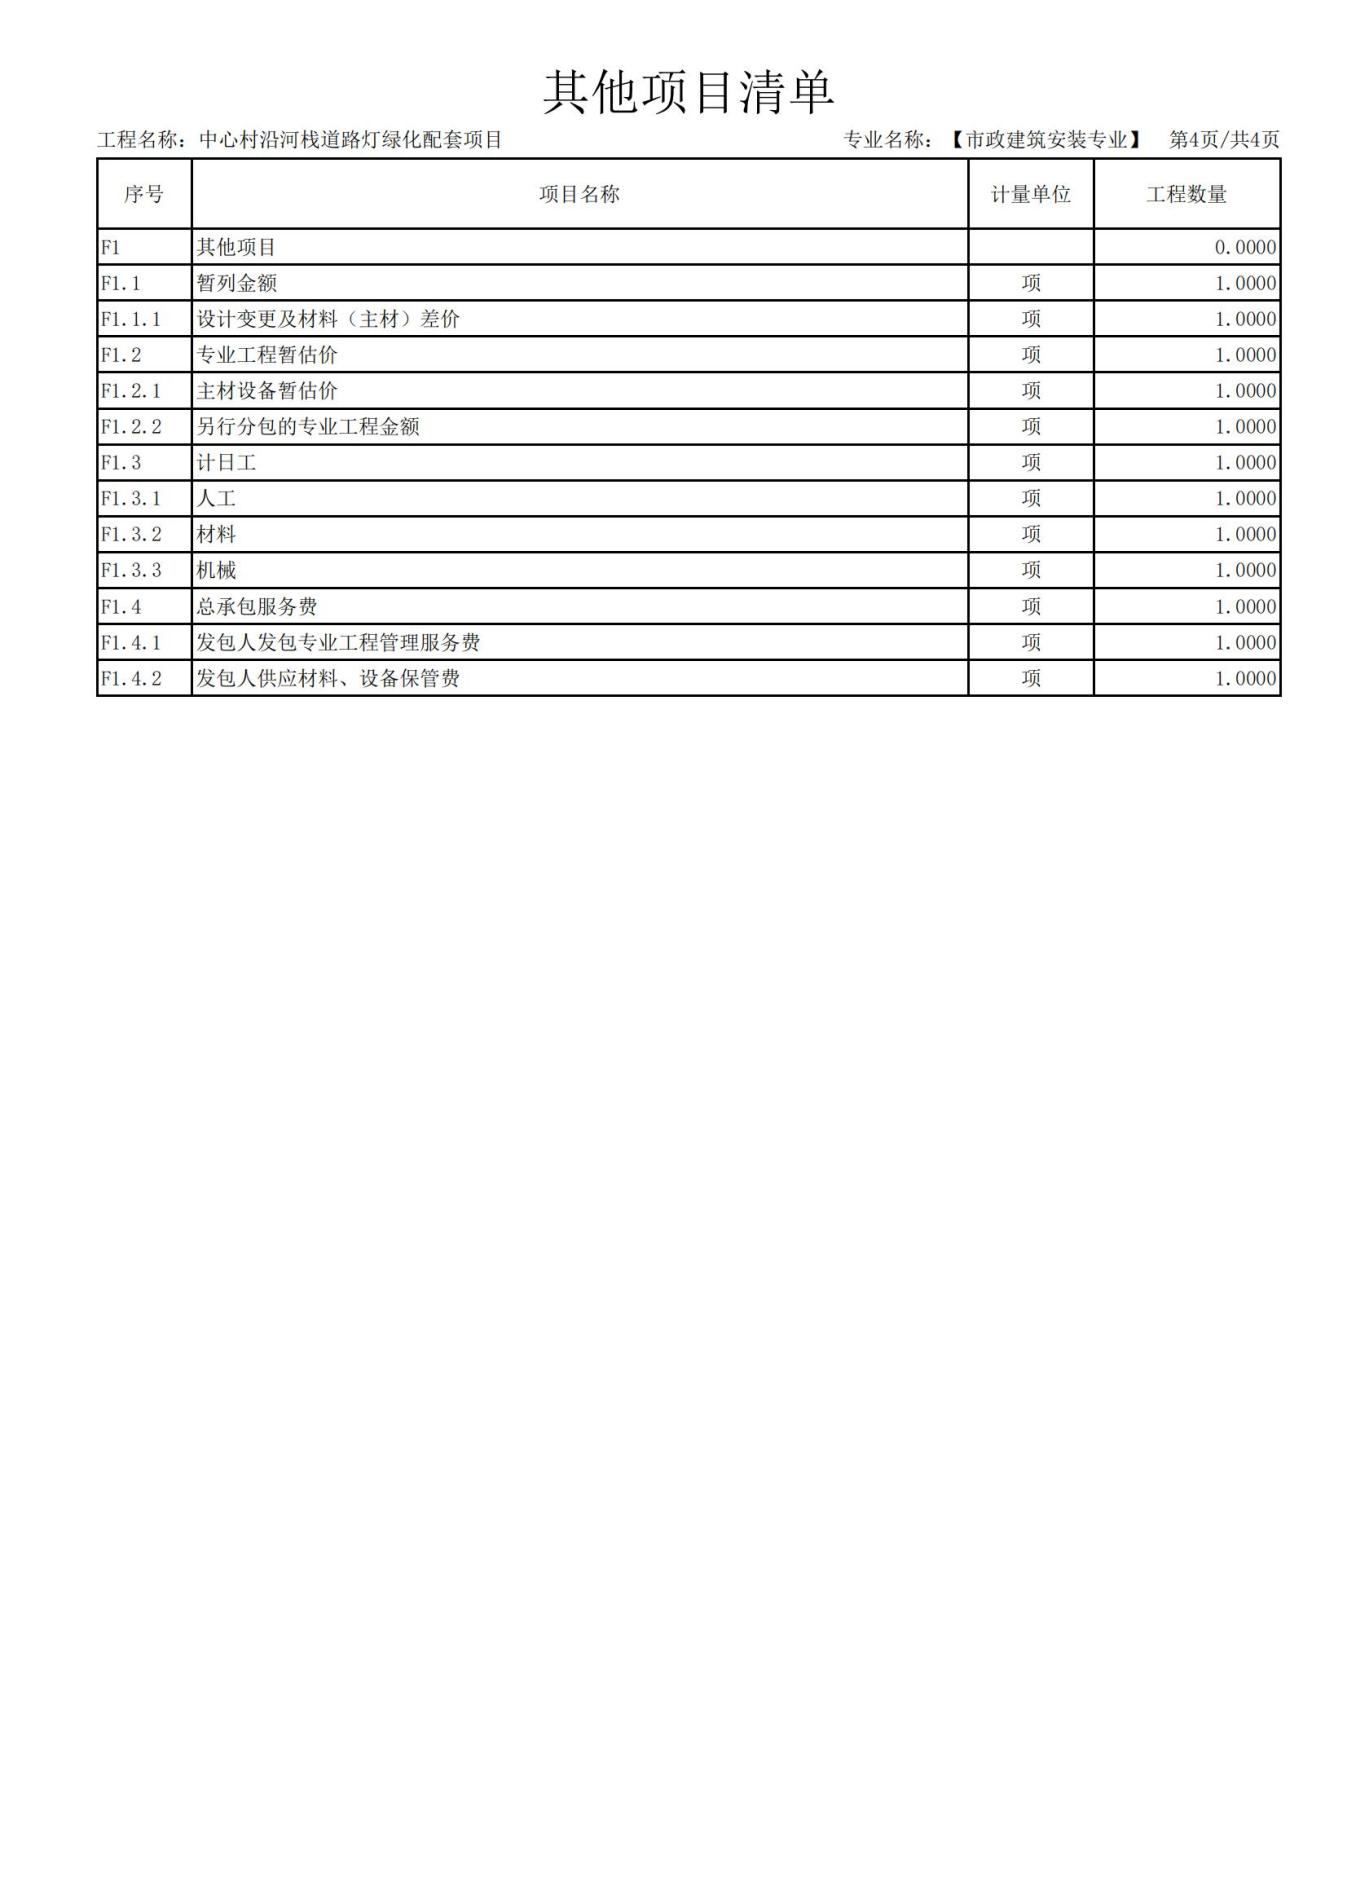 其他项目清单
工程名称：中心村沿河栈道路灯绿化配套项目 专业名称：【市政建筑安装专业】 第4页/共4页
序号 项目名称 计量单位 工程数量
F1 其他项目 0.0000
F1.1 暂列金额 项 1.0000
F1.1.1 设计变更及材料（主材）差价 项 1.0000
F1.2 专业工程暂估价 项 1.0000
F1.2.1 主材设备暂估价 项 1.0000
F1.2.2 另行分包的专业工程金额 项 1.0000
F1.3 计日工 项 1.0000
F1.3.1 人工 项 1.0000
F1.3.2 材料 项 1.0000
F1.3.3 机械 项 1.0000
F1.4 总承包服务费 项 1.0000
F1.4.1 发包人发包专业工程管理服务费 项 1.0000
F1.4.2 发包人供应材料、设备保管费 项 1.0000